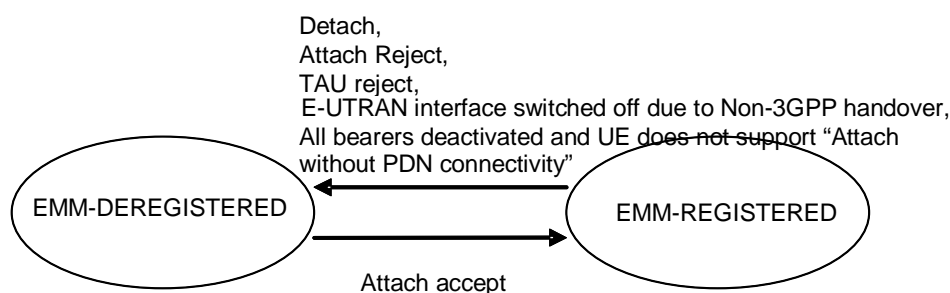 Detach,
Attach Reject,
TAU reject,
E-UTRAN interface switched off due to Non-3GPP handover,
All bearers deactivated and UE does not support “Attach
without PDN connectivity”
EMM-DEREGISTERED
EMM-REGISTERED
Attach accept